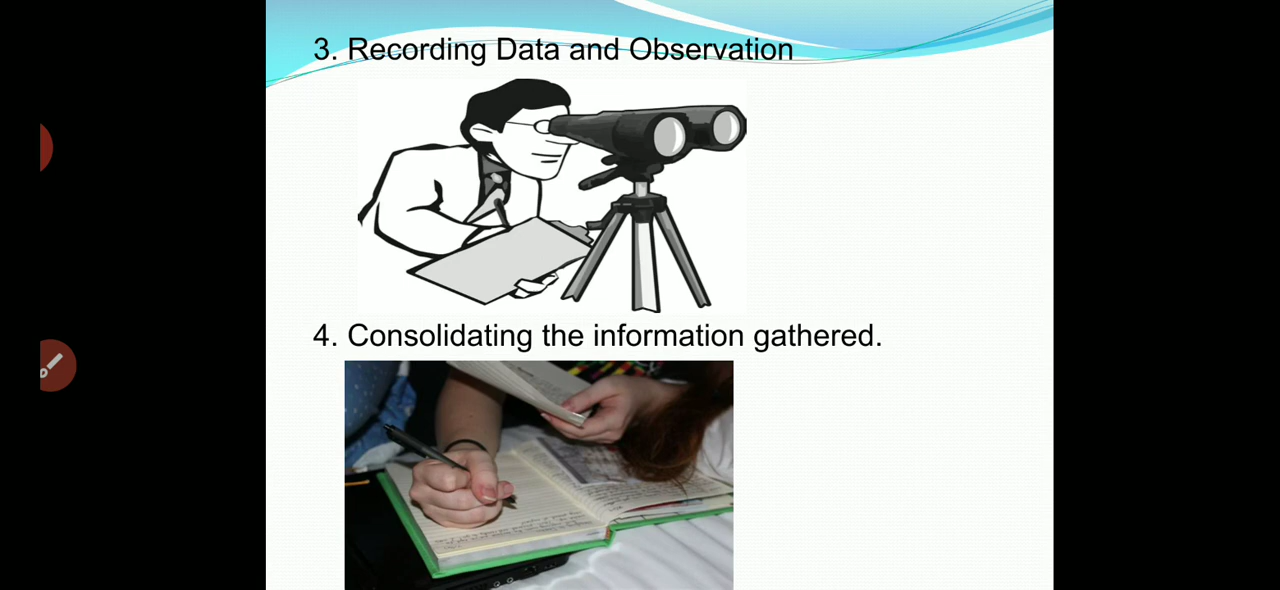 3. Recording Data and Observation
4. Consolidating the information gathered.